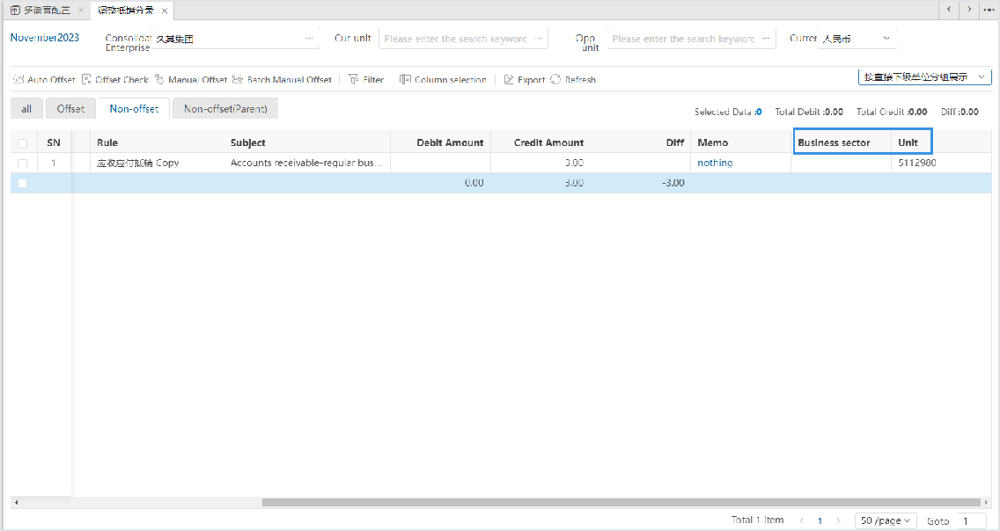 多语言配置 × 调整抵销分录 ×
November2023 Consolidat Enterprise 久其集团 ··· Cur unit Please enter the search keyworc ··· Opp unit Please enter the search keyworc ··· Currer 人民币
Auto Offset Offset Check Manual Offset Batch Manual Offset Filter Column selection Export Refresh 按直接下级单位分组展示
all Offset Non-offset Non-offset(Parent) Selected Data :0 Total Debit :0.00 Total Credit :0.00 Diff :0.00
SN Rule Subject Debit Amount Credit Amount Diff Memo Business sector Unit
1 应收应付抵销 Copy Accounts receivable-regular bus... 3.00 nothing 5112980
0.00 3.00 -3.00
Total 1 item < 1 > 50 /page Goto 1